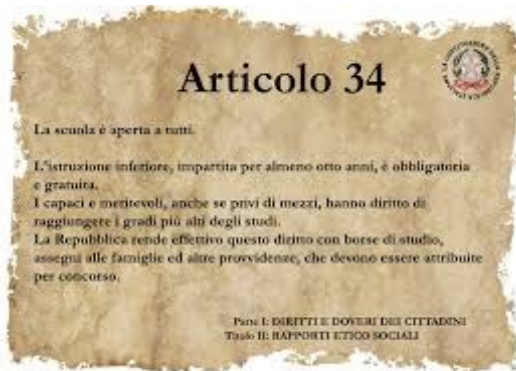 Articolo 34
La scuola è aperta a tutti.
L'istruzione inferiore, impartita per almeno otto anni, è obbligatoria
e gratuita.
I capaci e meritevoli, anche se privi di mezzi, hanno diritto di
raggiungere i gradi più alti degli studi.
La Repubblica rende effettivo questo diritto con borse di studio,
assegni alle famiglie ed altre provvidenze, che devono essere attribuite
per concorso.
Parte I: DIRITTI E DOVERI DEI CITTADINI
Titolo II: RAPPORTI ETICO SOCIALI